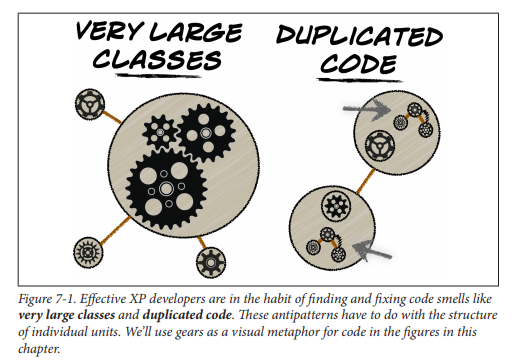 VERY LARGE
CLASSES
DUPLICATED
CODE
Figure 7-1. Effective XP developers are in the habit of finding and fixing code smells like
very large classes and duplicated code. These antipatterns have to do with the structure
of individual units. We'll use gears as a visual metaphor for code in the figures in this
chapter.